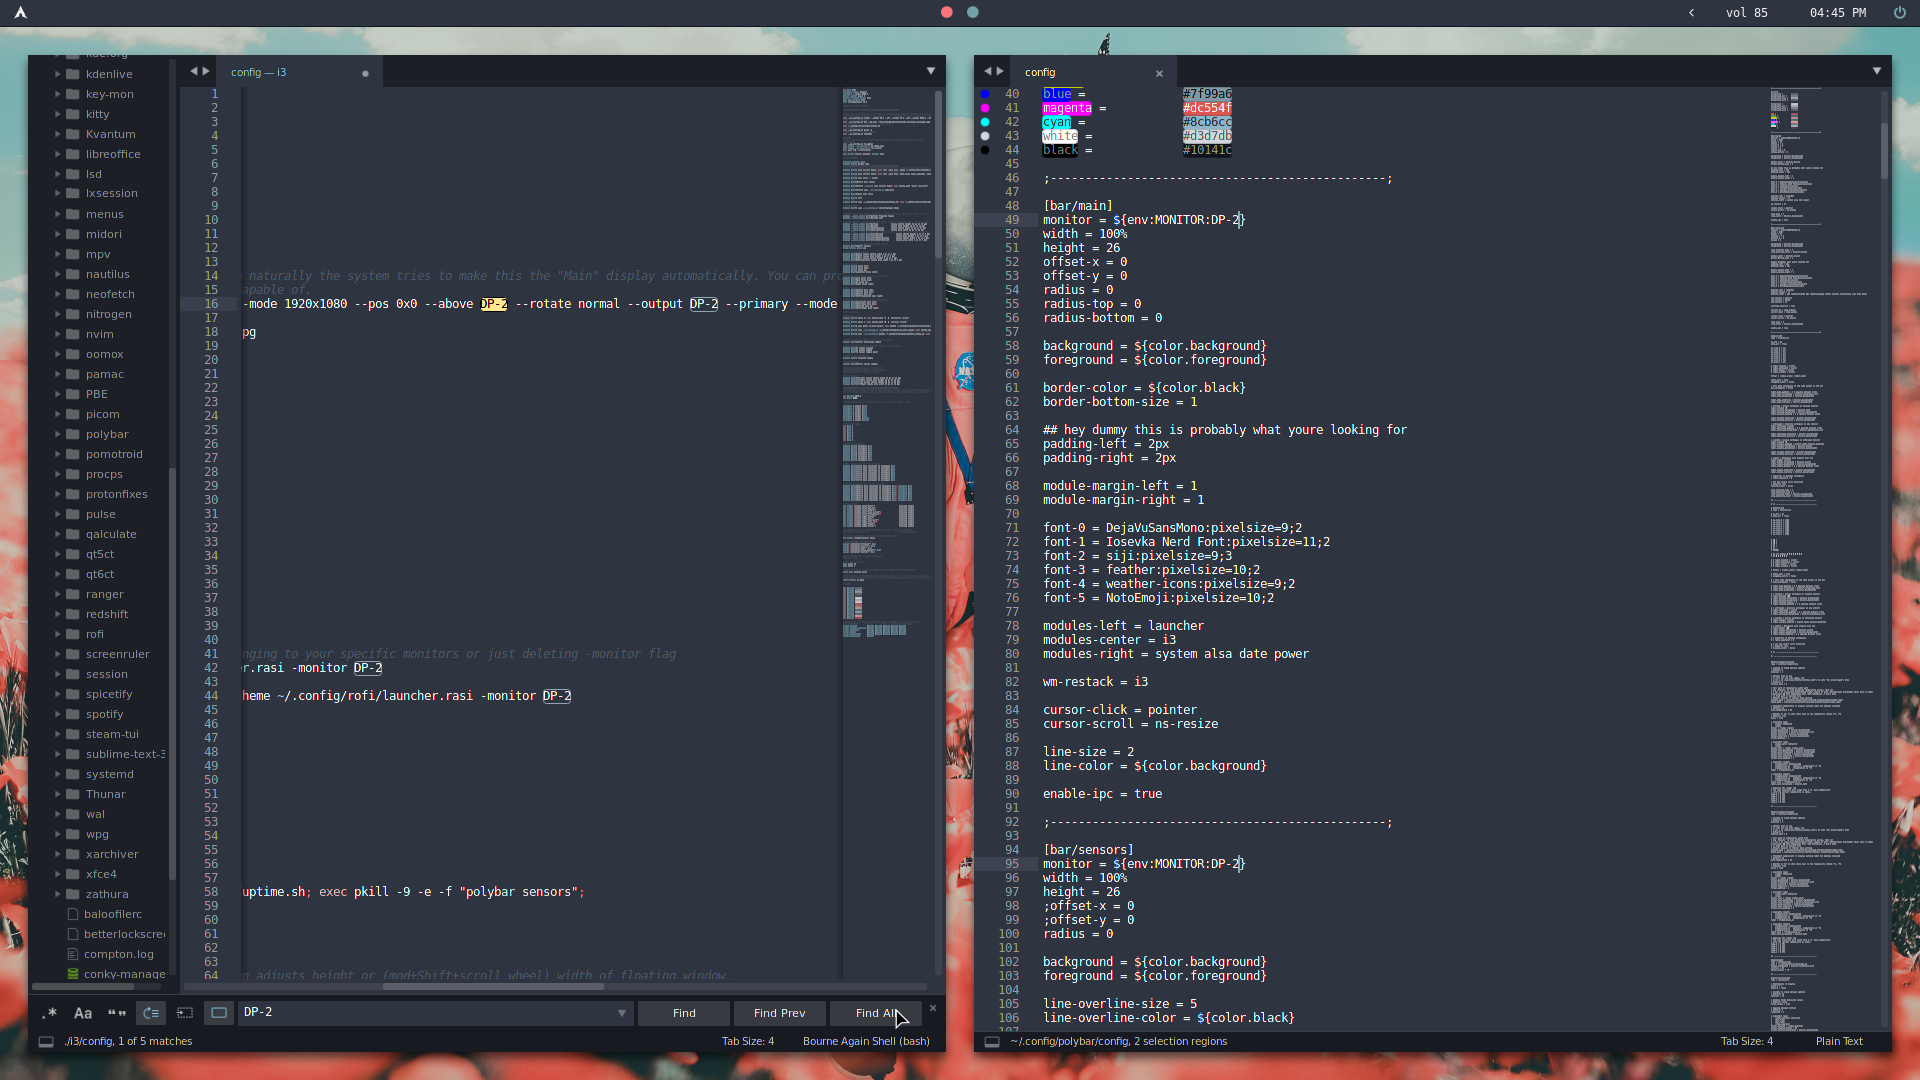 vol 85
04:45 PM
kdenlive
key-mon
kitty
Kvantum
libreoffice
lsd
lxsession
menus
midori
mpv
nautilus
neofetch
nitrogen
nvim
oomox
pamac
PBE
picom
polybar
pomotroid
procps
protonfixes
pulse
qalculate
qt5ct
qt6ct
ranger
redshift
rofi
screenruler
session
spicetify
spotify
steam-tui
sublime-text-3
systemd
Thunar
wal
wpg
xarchiver
xfce4
zathura
baloofilerc
betterlockscree
compton.log
conky-manage
config — i3
1
2
3
4
5
6
7
8
9
10
11
12
13
14 naturally the system tries to make this the "Main" display automatically. You can pro
15 apable of.
16 -mode 1920x1080 --pos 0x0 --above DP-2 --rotate normal --output DP-2 --primary --mode
17
18 pg
19
20
21
22
23
24
25
26
27
28
29
30
31
32
33
34
35
36
37
38
39
40
41 nging to your specific monitors or just deleting -monitor flag
42 r.rasi -monitor DP-2
43
44 heme ~/.config/rofi/launcher.rasi -monitor DP-2
45
46
47
48
49
50
51
52
53
54
55
56
57
58 uptime.sh; exec pkill -9 -e -f "polybar sensors";
59
60
61
62
63
64 n adjusts height or (mod+Shift+scroll wheel) width of floating window.
.* Aa “” DP-2 Find Find Prev Find All
./i3/config, 1 of 5 matches Tab Size: 4 Bourne Again Shell (bash)
config
40 blue = #7f99a6
41 magenta = #dc554f
42 cyan = #8cb6cc
43 white = #d3d7db
44 black = #10141c
45
46 ;------------------------------------------------;
47
48 [bar/main]
49 monitor = ${env:MONITOR:DP-2}
50 width = 100%
51 height = 26
52 offset-x = 0
53 offset-y = 0
54 radius = 0
55 radius-top = 0
56 radius-bottom = 0
57
58 background = ${color.background}
59 foreground = ${color.foreground}
60
61 border-color = ${color.black}
62 border-bottom-size = 1
63
64 ## hey dummy this is probably what youre looking for
65 padding-left = 2px
66 padding-right = 2px
67
68 module-margin-left = 1
69 module-margin-right = 1
70
71 font-0 = DejaVuSansMono:pixelsize=9;2
72 font-1 = Iosevka Nerd Font:pixelsize=11;2
73 font-2 = siji:pixelsize=9;3
74 font-3 = feather:pixelsize=10;2
75 font-4 = weather-icons:pixelsize=9;2
76 font-5 = NotoEmoji:pixelsize=10;2
77
78 modules-left = launcher
79 modules-center = i3
80 modules-right = system alsa date power
81
82 wm-restack = i3
83
84 cursor-click = pointer
85 cursor-scroll = ns-resize
86
87 line-size = 2
88 line-color = ${color.background}
89
90 enable-ipc = true
91
92 ;------------------------------------------------;
93
94 [bar/sensors]
95 monitor = ${env:MONITOR:DP-2}
96 width = 100%
97 height = 26
98 ;offset-x = 0
99 ;offset-y = 0
100 radius = 0
101
102 background = ${color.background}
103 foreground = ${color.foreground}
104
105 line-overline-size = 5
106 line-overline-color = ${color.black}
~/.config/polybar/config, 2 selection regions Tab Size: 4 Plain Text